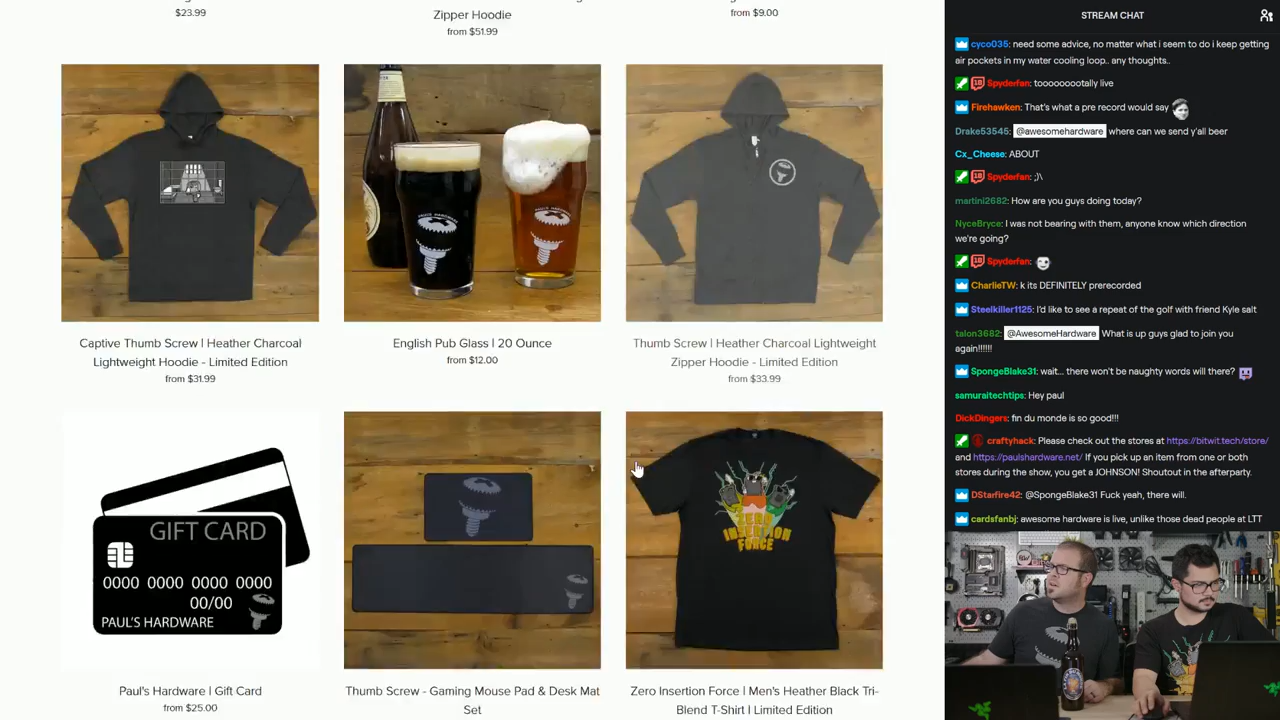 $23.99
Zipper Hoodie
from $51.99
from $9.00
PAUL'S HARDWARE
PAUL'S HARDWARE
Captive Thumb Screw | Heather Charcoal
Lightweight Hoodie - Limited Edition
from $31.99
English Pub Glass | 20 Ounce
from $12.00
Thumb Screw | Heather Charcoal Lightweight
Zipper Hoodie - Limited Edition
from $33.99
GIFT CARD
0000 0000 0000 0000
00/00
PAUL'S HARDWARE
ZERO
INSERTION
FORCE
Paul's Hardware | Gift Card
from $25.00
Thumb Screw - Gaming Mouse Pad & Desk Mat
Set
Zero Insertion Force | Men's Heather Black Tri-
Blend T-Shirt | Limited Edition
STREAM CHAT
cyco035: need some advice, no matter what i seem to do i keep getting
air pockets in my water cooling loop.. any thoughts..
18 Spyderfan: tooooooootally live
Firehawken: That's what a pre record would say
Drake53545: @awesomehardware where can we send y'all beer
Cx_Cheese: ABOUT
18 Spyderfan: ;)\
martini2682: How are you guys doing today?
NyceBryce: I was not bearing with them, anyone know which direction
we're going?
18 Spyderfan:
CharlieTW: k its DEFINITELY prerecorded
Steelkiller1125: I'd like to see a repeat of the golf with friend Kyle salt
talon3682: @AwesomeHardware What is up guys glad to join you
again!!!!!!
SpongeBlake31: wait... there won't be naughty words will there?
samuraitechtips: Hey paul
DickDingers: fin du monde is so good!!!
craftyhack: Please check out the stores at https://bitwit.tech/store/
and https://paulshardware.net/ If you pick up an item from one or both
stores during the show, you get a JOHNSON! Shoutout in the afterparty.
DStarfire42: @SpongeBlake31 Fuck yeah, there will.
cardsfanbj: awesome hardware is live, unlike those dead people at LTT